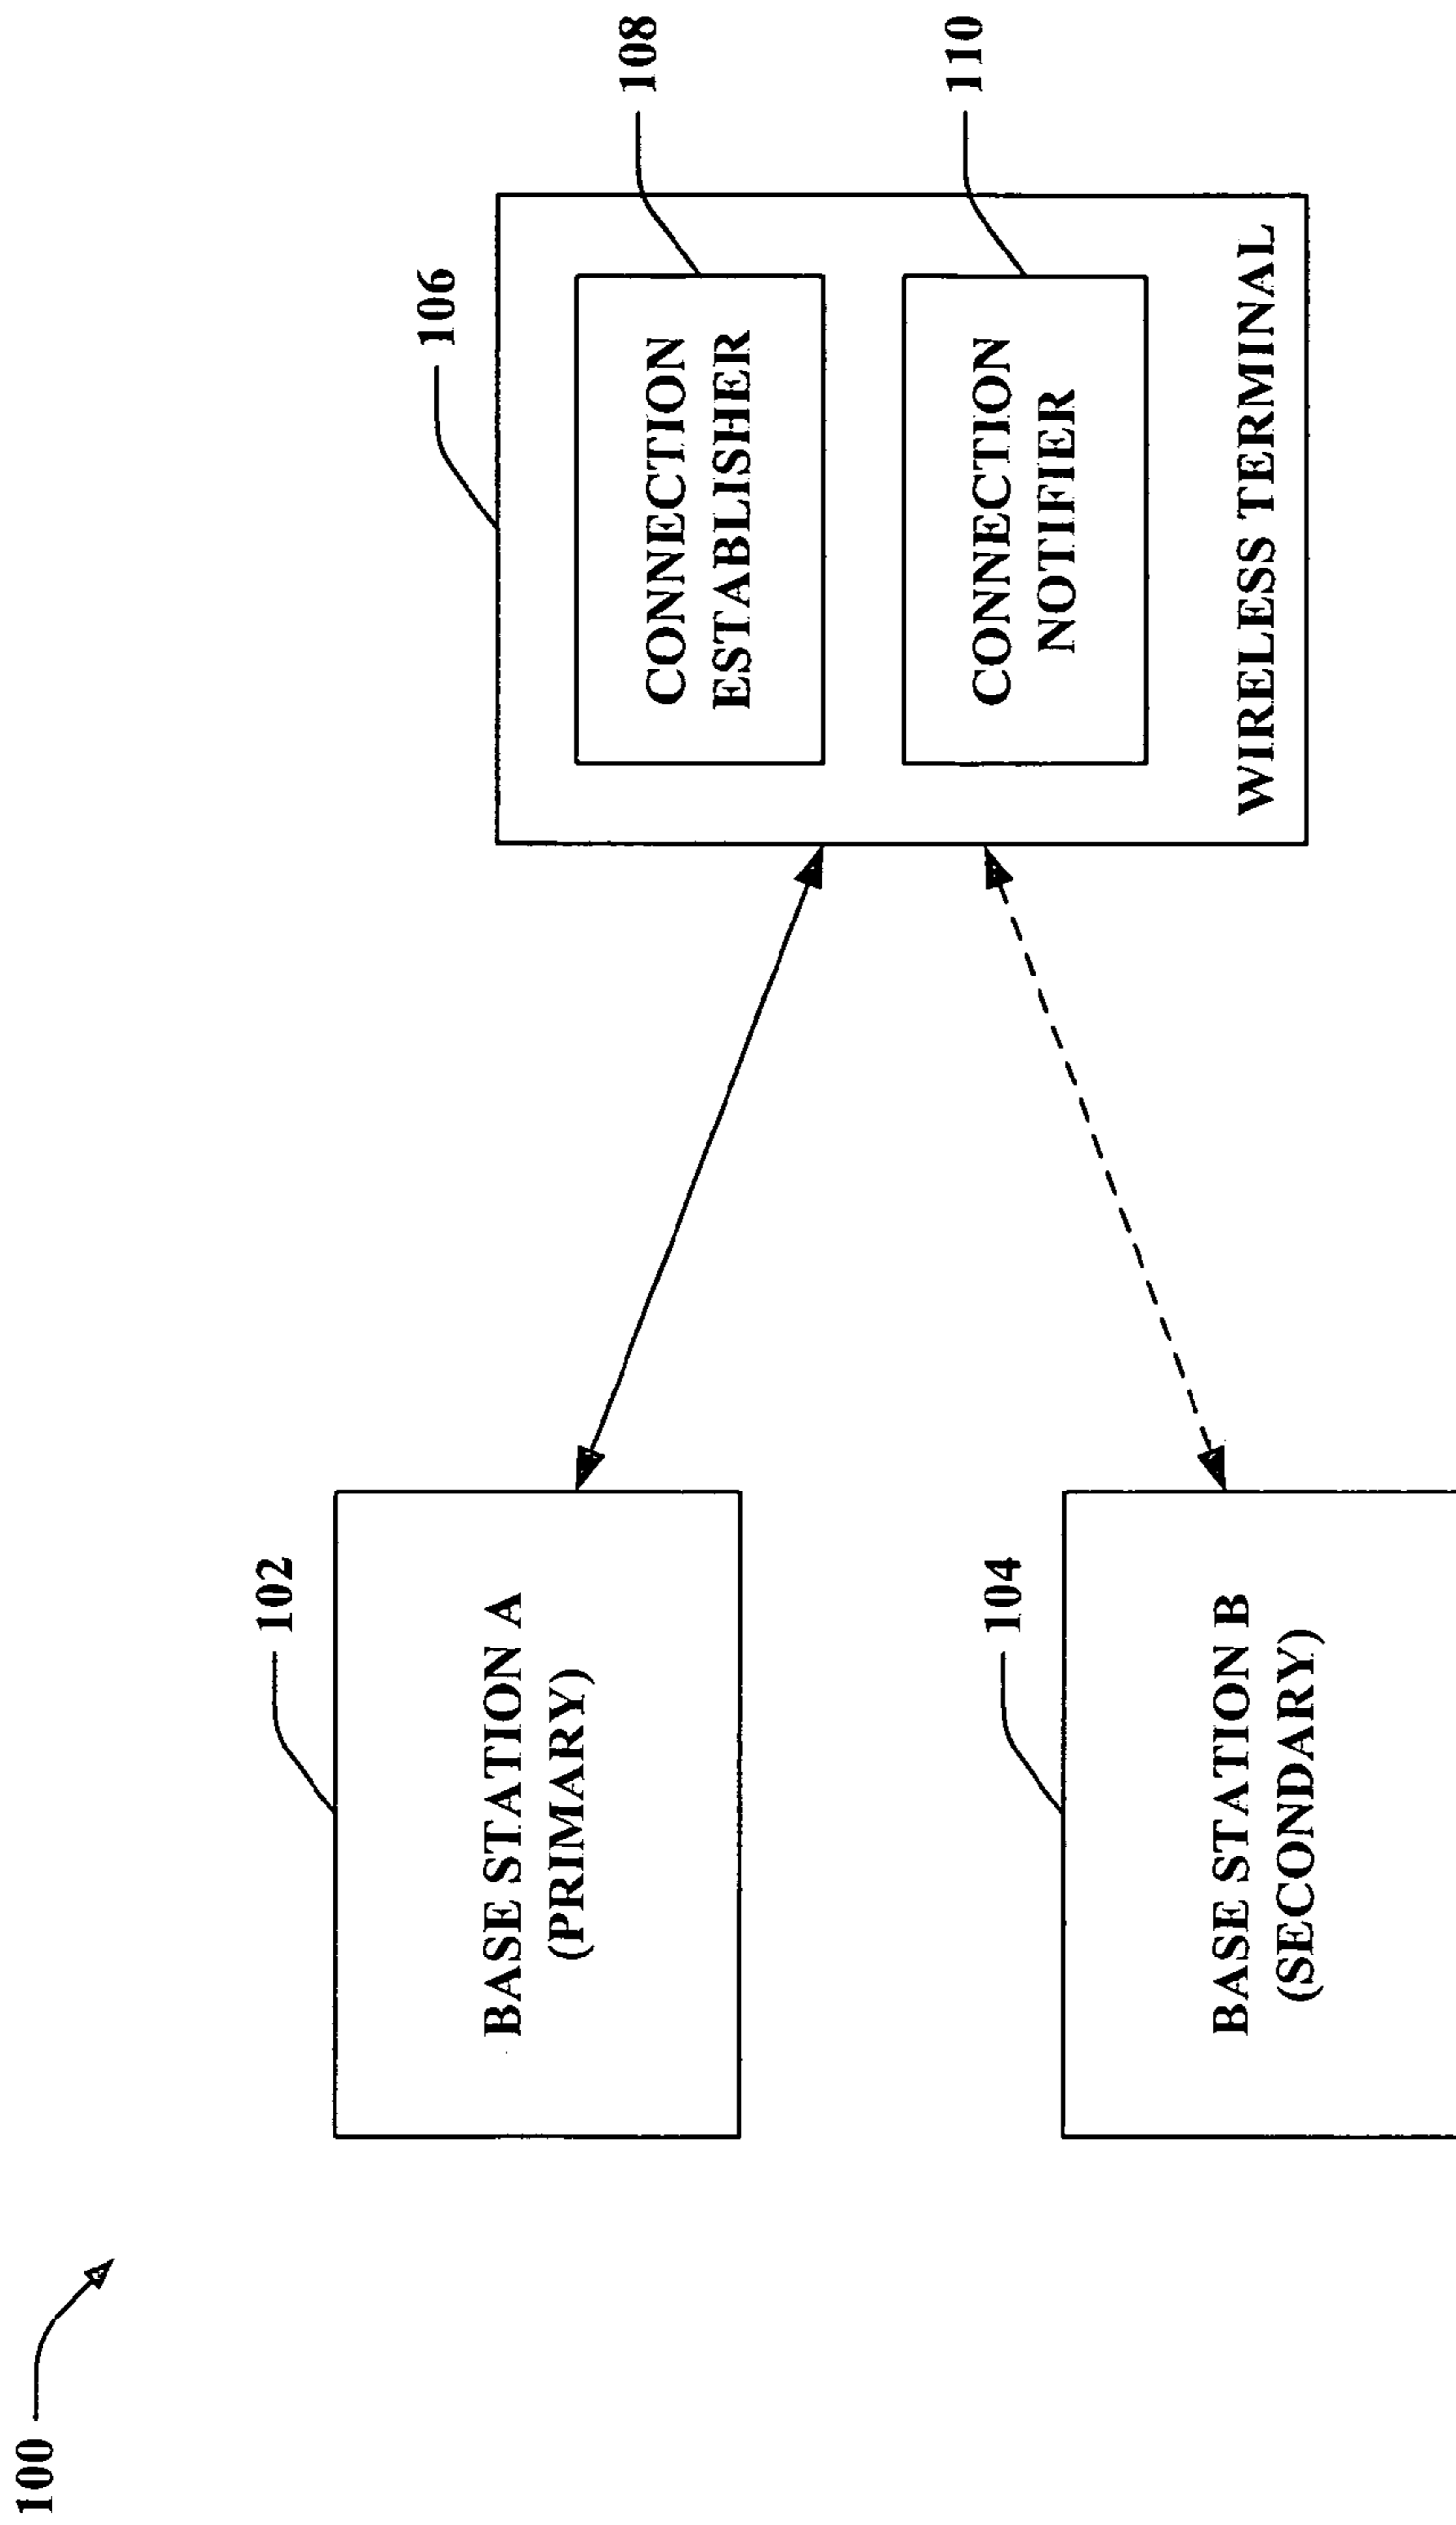 100
102
BASE STATION A
(PRIMARY)
104
BASE STATION B
(SECONDARY)
106
108
CONNECTION
ESTABLISHER
110
CONNECTION
NOTIFIER
WIRELESS TERMINAL